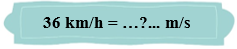 36 km/h = …?... m/s